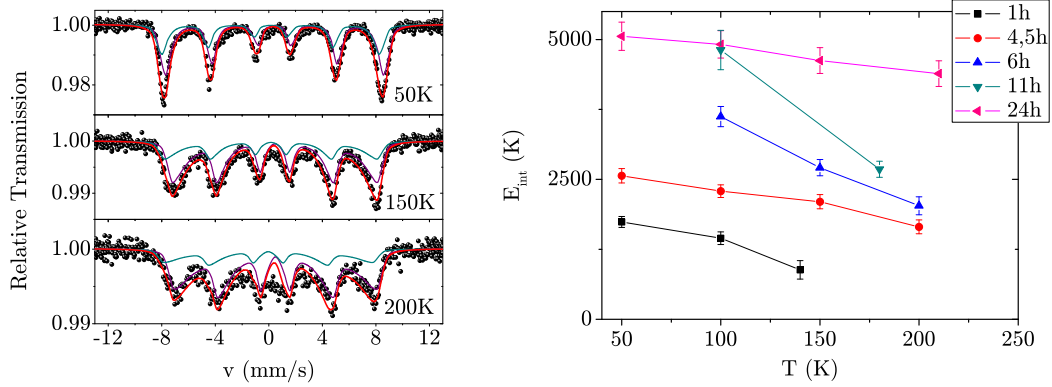 1.00
0.98
50K
1.00
0.99
150K
1.00
0.99
200K
-12 -8 -4 0 4 8 12
v (mm/s)
Relative Transmission
5000
2500
0
50 100 150 200 250
T (K)
E_int (K)
1h
4,5h
6h
11h
24h